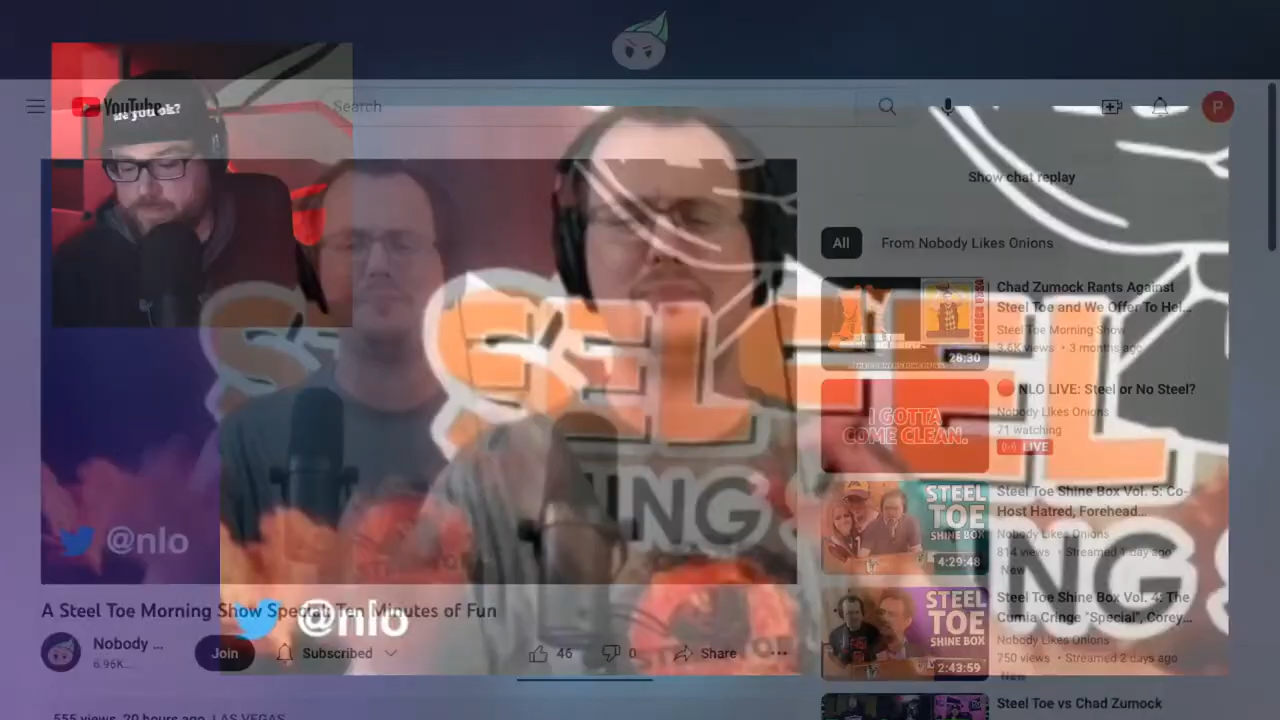 YouTube
Search
P
are you ok?
Show chat replay
All
From Nobody Likes Onions
Chad Zumock Rants Against
Steel Toe and We Offer To Hel...
Steel Toe Morning Show
3.6K views • 3 months ago
28:30
NLO LIVE: Steel or No Steel?
Nobody Likes Onions
71 watching
LIVE
I GOTTA
COME CLEAN.
Steel Toe Shine Box Vol. 5: Co-
Host Hatred, Forehead...
Nobody Likes Onions
814 views • Streamed 1 day ago
New
STEEL
TOE
SHINE BOX
4:29:48
Steel Toe Shine Box Vol. 4: The
Cumia Cringe "Special", Corey...
Nobody Likes Onions
750 views • Streamed 2 days ago
New
STEEL
TOE
SHINE BOX
2:43:59
Steel Toe vs Chad Zumock
SEL
ING
EL
NG
@nlo
@nlo
A Steel Toe Morning Show Special: Ten Minutes of Fun
Nobody ...
6.96K...
Join
Subscribed
46
0
Share
555 views 20 hours ago LAS VEGAS